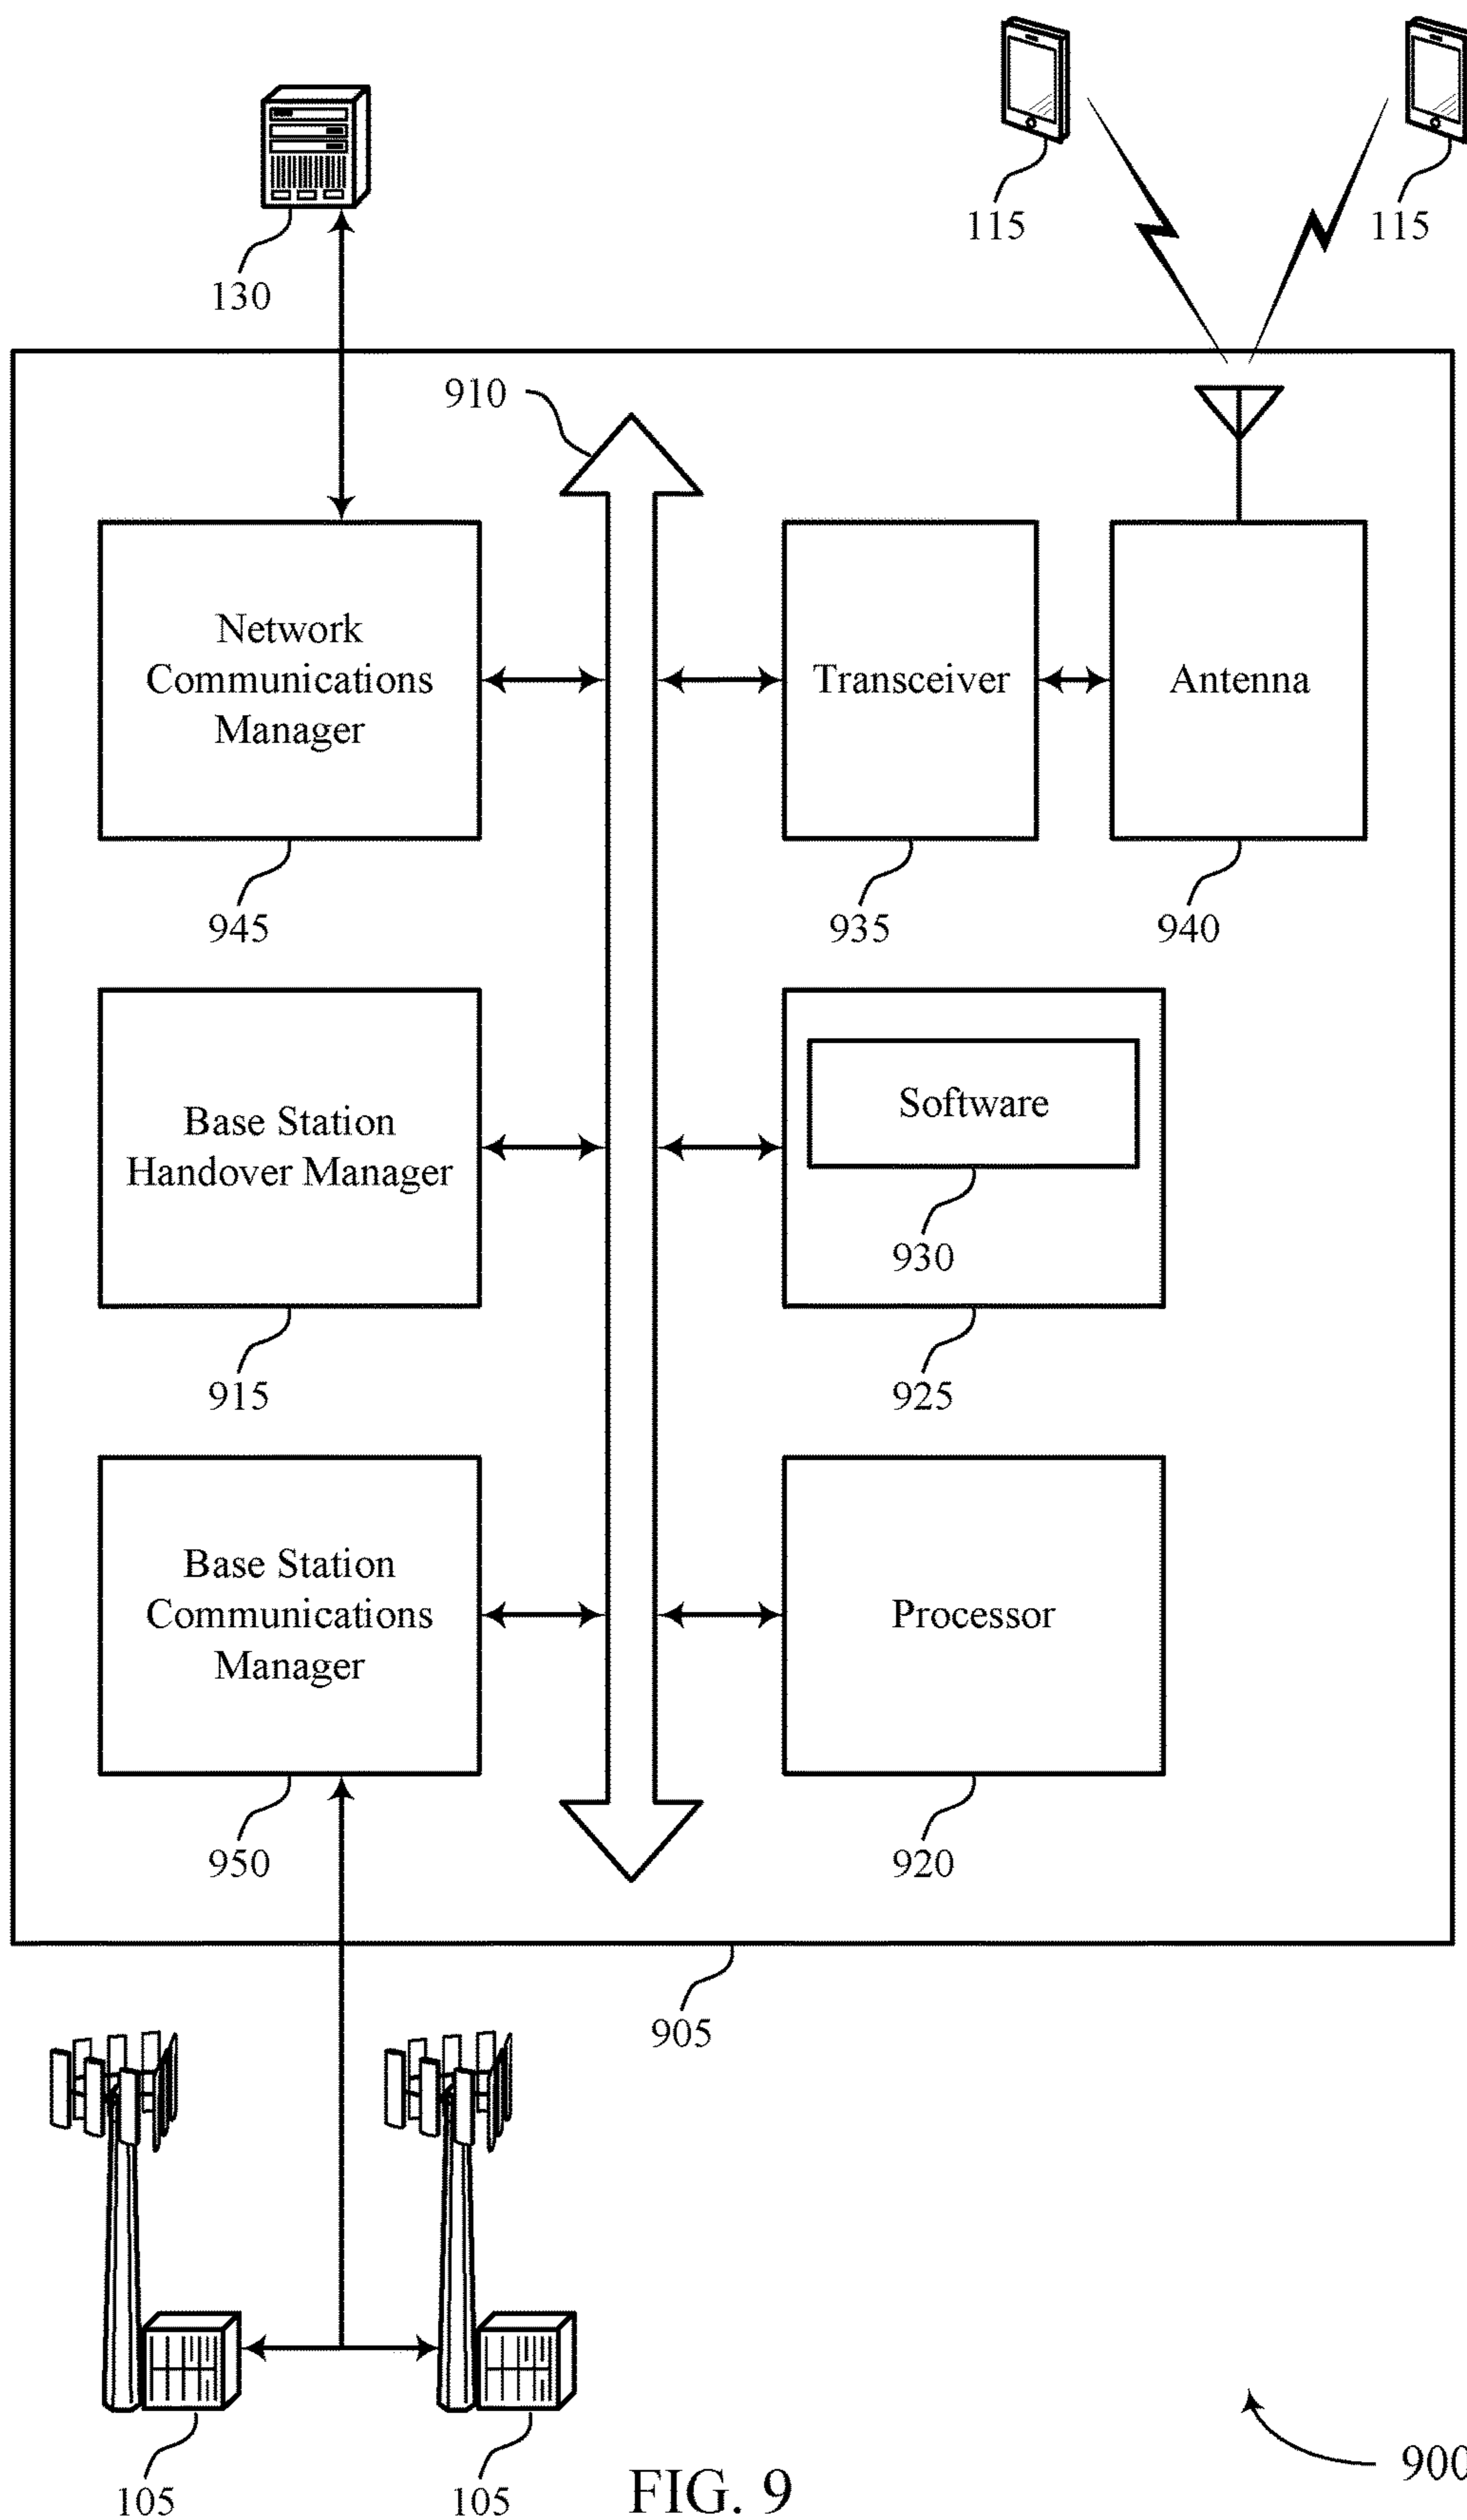 115
115
130
910
Network
Communications
Manager
Transceiver
Antenna
945
935
940
Base Station
Handover Manager
Software
930
915
925
Base Station
Communications
Manager
Processor
950
920
905
105
105
FIG. 9
900